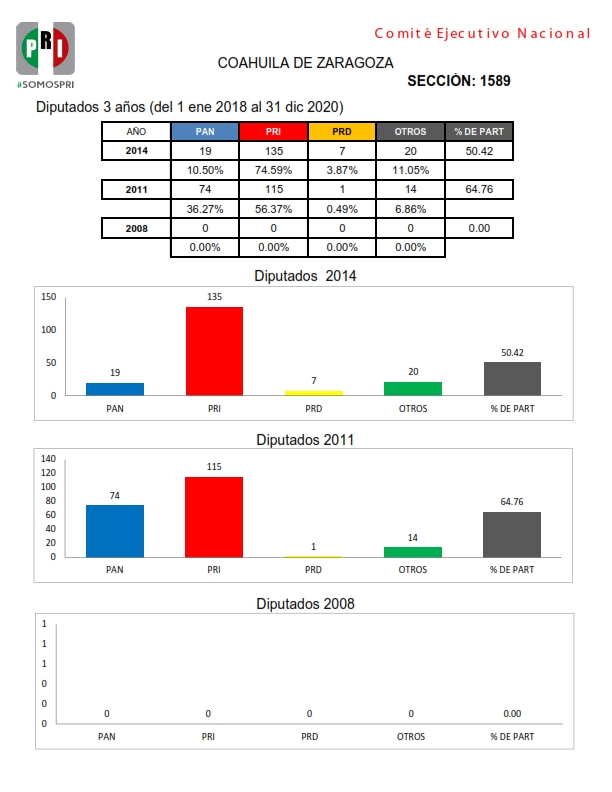 PRI
#SOMOSPRI
Comité Ejecutivo Nacional
COAHUILA DE ZARAGOZA
SECCIÓN: 1589
Diputados 3 años (del 1 ene 2018 al 31 dic 2020)
AÑO PAN PRI PRD OTROS % DE PART
2014 19 135 7 20 50.42
10.50% 74.59% 3.87% 11.05%
2011 74 115 1 14 64.76
36.27% 56.37% 0.49% 6.86%
2008 0 0 0 0 0.00
0.00% 0.00% 0.00% 0.00%
Diputados 2014
150
100
50
0
19 135 7 20 50.42
PAN PRI PRD OTROS % DE PART
Diputados 2011
140
120
100
80
60
40
20
0
74 115 1 14 64.76
PAN PRI PRD OTROS % DE PART
Diputados 2008
1
1
1
0
0
0
0 0 0 0 0.00
PAN PRI PRD OTROS % DE PART